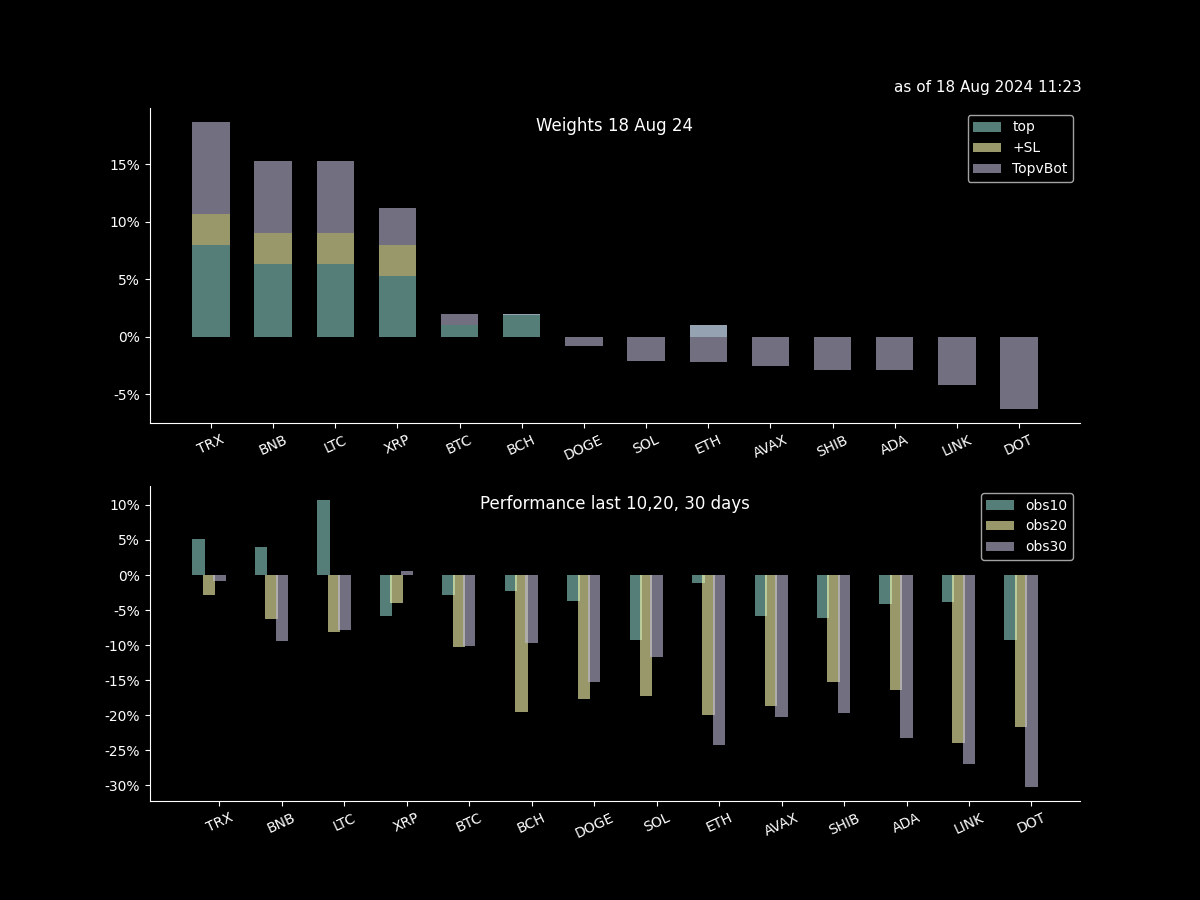 as of 18 Aug 2024 11:23
Weights 18 Aug 24
top
+SL
TopvBot
15%
10%
5%
0%
-5%
TRX BNB LTC XRP BTC BCH DOGE SOL ETH AVAX SHIB ADA LINK DOT
Performance last 10,20, 30 days
obs10
obs20
obs30
10%
5%
0%
-5%
-10%
-15%
-20%
-25%
-30%
TRX BNB LTC XRP BTC BCH DOGE SOL ETH AVAX SHIB ADA LINK DOT